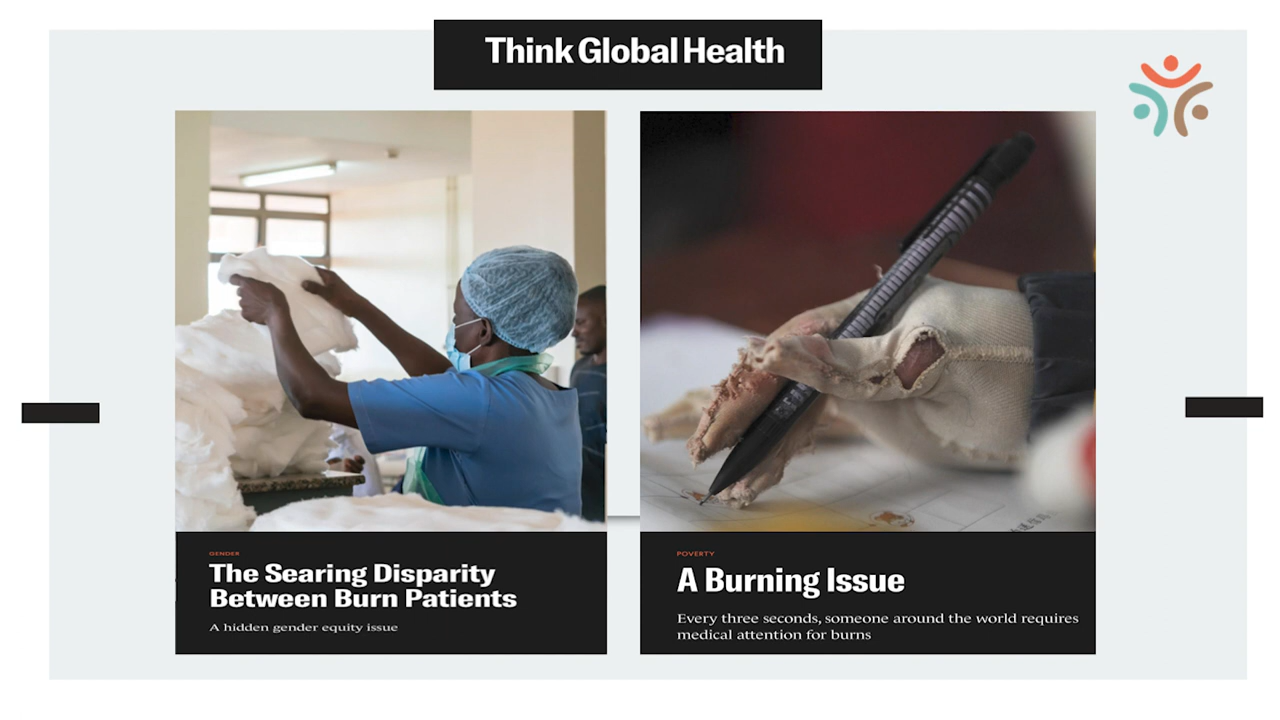 Think Global Health
GENDER
The Searing Disparity
Between Burn Patients
A hidden gender equity issue
POVERTY
A Burning Issue
Every three seconds, someone around the world requires
medical attention for burns